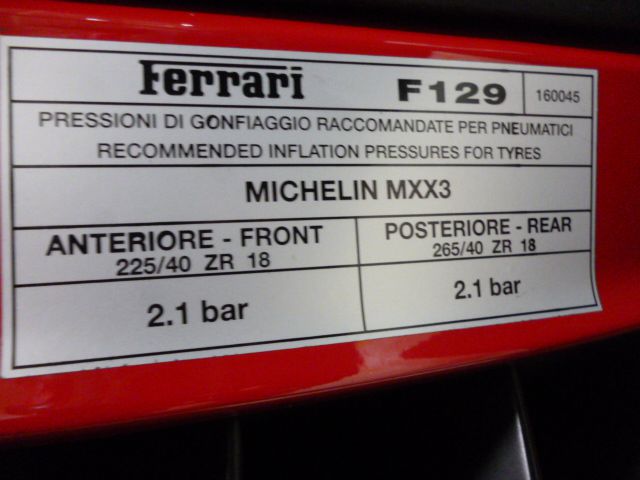 Ferrari F129 160045
PRESSIONI DI GONFIAGGIO RACCOMANDATE PER PNEUMATICI
RECOMMENDED INFLATION PRESSURES FOR TYRES
MICHELIN MXX3
ANTERIORE - FRONT
225/40 ZR 18
POSTERIORE - REAR
265/40 ZR 18
2.1 bar
2.1 bar